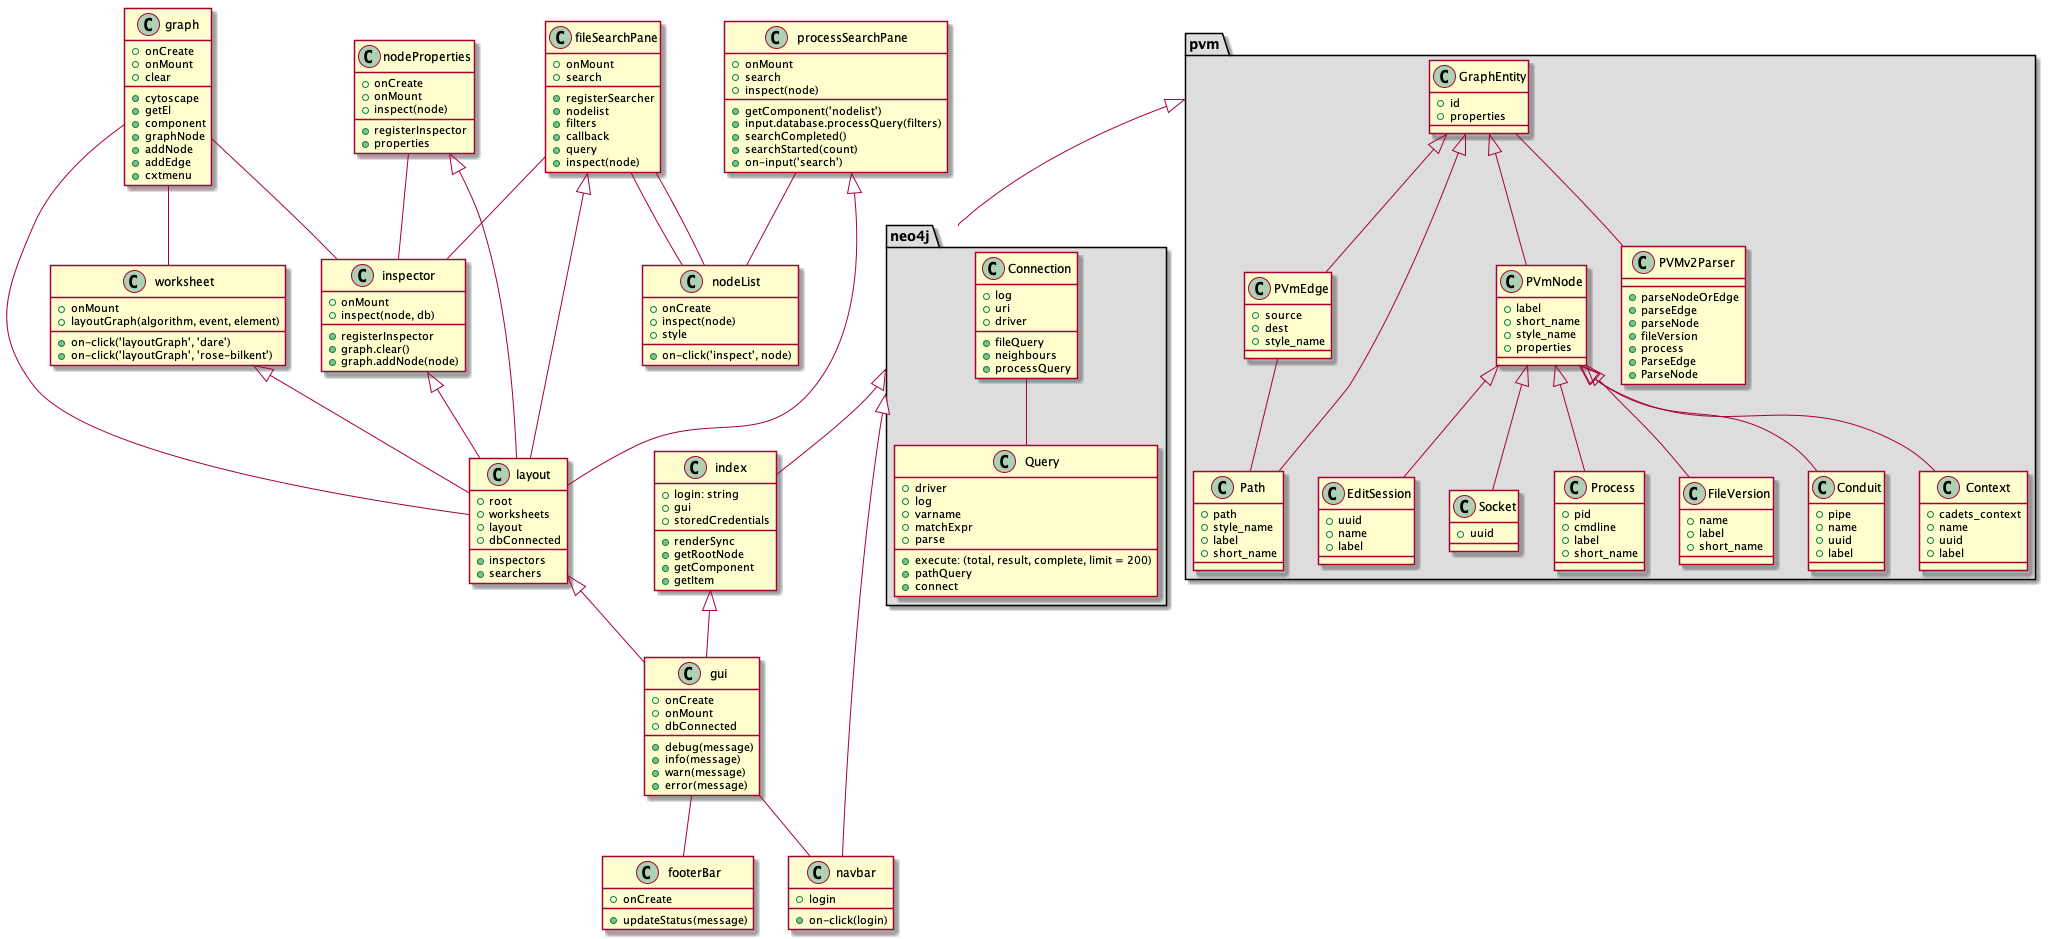 C graph
onCreate
onMount
clear
cytoscape
getEl
component
graphNode
addNode
addEdge
cxtmenu
C nodeProperties
onCreate
onMount
inspect(node)
registerInspector
properties
C fileSearchPane
onMount
search
registerSearcher
nodelist
filters
callback
query
inspect(node)
C processSearchPane
onMount
search
inspect(node)
getComponent('nodelist')
input.database.processQuery(filters)
searchCompleted()
searchStarted(count)
on-input('search')
C worksheet
onMount
layoutGraph(algorithm, event, element)
on-click('layoutGraph', 'dare')
on-click('layoutGraph', 'rose-bilkent')
C inspector
onMount
inspect(node, db)
registerInspector
graph.clear()
graph.addNode(node)
C nodeList
onCreate
inspect(node)
style
on-click('inspect', node)
C layout
root
worksheets
layout
dbConnected
inspectors
searchers
C index
login: string
gui
storedCredentials
renderSync
getRootNode
getComponent
getItem
C gui
onCreate
onMount
dbConnected
debug(message)
info(message)
warn(message)
error(message)
C footerBar
onCreate
updateStatus(message)
C navbar
login
on-click(login)
neo4j
C Connection
log
uri
driver
fileQuery
neighbours
processQuery
C Query
driver
log
varname
matchExpr
parse
execute: (total, result, complete, limit = 200)
pathQuery
connect
pvm
C GraphEntity
id
properties
C PVmEdge
source
dest
style_name
C PVmNode
label
short_name
style_name
properties
C PVMv2Parser
parseNodeOrEdge
parseEdge
parseNode
fileVersion
process
ParseEdge
ParseNode
C Path
path
style_name
label
short_name
C EditSession
uuid
name
label
C Socket
uuid
C Process
pid
cmdline
label
short_name
C FileVersion
name
label
short_name
C Conduit
pipe
name
uuid
label
C Context
cadets_context
name
uuid
label